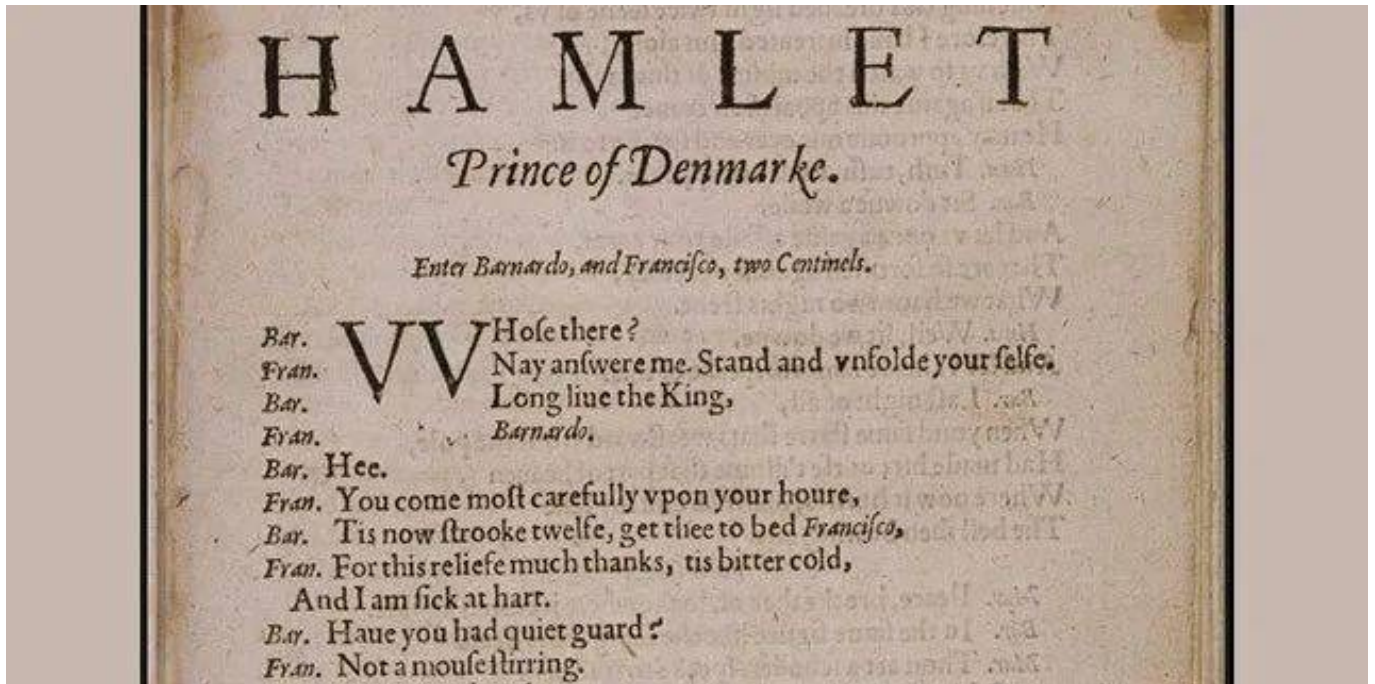 HAMLET
Prince of Denmarke.
Enter Barnardo, and Franciſco, two Centinels.
Bar. VVHoſe there?
Fran. Nay anſwere me. Stand and vnfolde your ſelfe.
Bar. Long liue the King,
Fran. Barnardo.
Bar. Hee.
Fran. You come moſt carefully vpon your houre,
Bar. Tis now ſtrooke twelfe, get thee to bed Franciſco,
Fran. For this reliefe much thanks, tis bitter cold,
And I am ſick at hart.
Bar. Haue you had quiet guard?
Fran. Not a mouſe ſtirring.